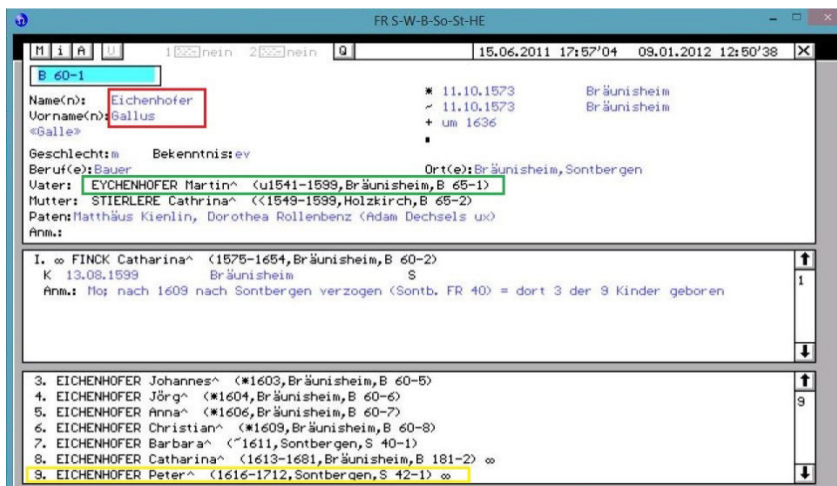 FR S-W-B-So-St-HE
M i A U 1 nein 2 nein Q 15.06.2011 17:57'04 09.01.2012 12:50'38
B 60-1
Name(n): Eichenhofer * 11.10.1573 Bräunisheim
Vorname(n): Gallus ~ 11.10.1573 Bräunisheim
«Galle» + um 1636
Geschlecht: m Bekenntnis: ev
Beruf(e): Bauer Ort(e): Bräunisheim, Sontbergen
Vater: EYCHENHOFER Martin^ (u1541-1599,Bräunisheim,B 65-1)
Mutter: STIERLERE Cathrina^ (<1549-1599,Holzkirch,B 65-2)
Paten: Matthäus Kienlin, Dorothea Rollenbenz (Adam Dechsels ux)
Anm.:
I. ∞ FINCK Catharina^ (1575-1654,Bräunisheim,B 60-2)
K 13.08.1599 Bräunisheim S
1
Anm.: Mo; nach 1609 nach Sontbergen verzogen (Sontb. FR 40) = dort 3 der 9 Kinder geboren
3. EICHENHOFER Johannes^ (*1603,Bräunisheim,B 60-5)
4. EICHENHOFER Jörg^ (*1604,Bräunisheim,B 60-6)
9
5. EICHENHOFER Anna^ (*1606,Bräunisheim,B 60-7)
6. EICHENHOFER Christian^ (*1609,Bräunisheim,B 60-8)
7. EICHENHOFER Barbara^ (~1611,Sontbergen,S 40-1)
8. EICHENHOFER Catharina^ (1613-1681,Bräunisheim,B 181-2) ∞
9. EICHENHOFER Peter^ (1616-1712,Sontbergen,S 42-1) ∞